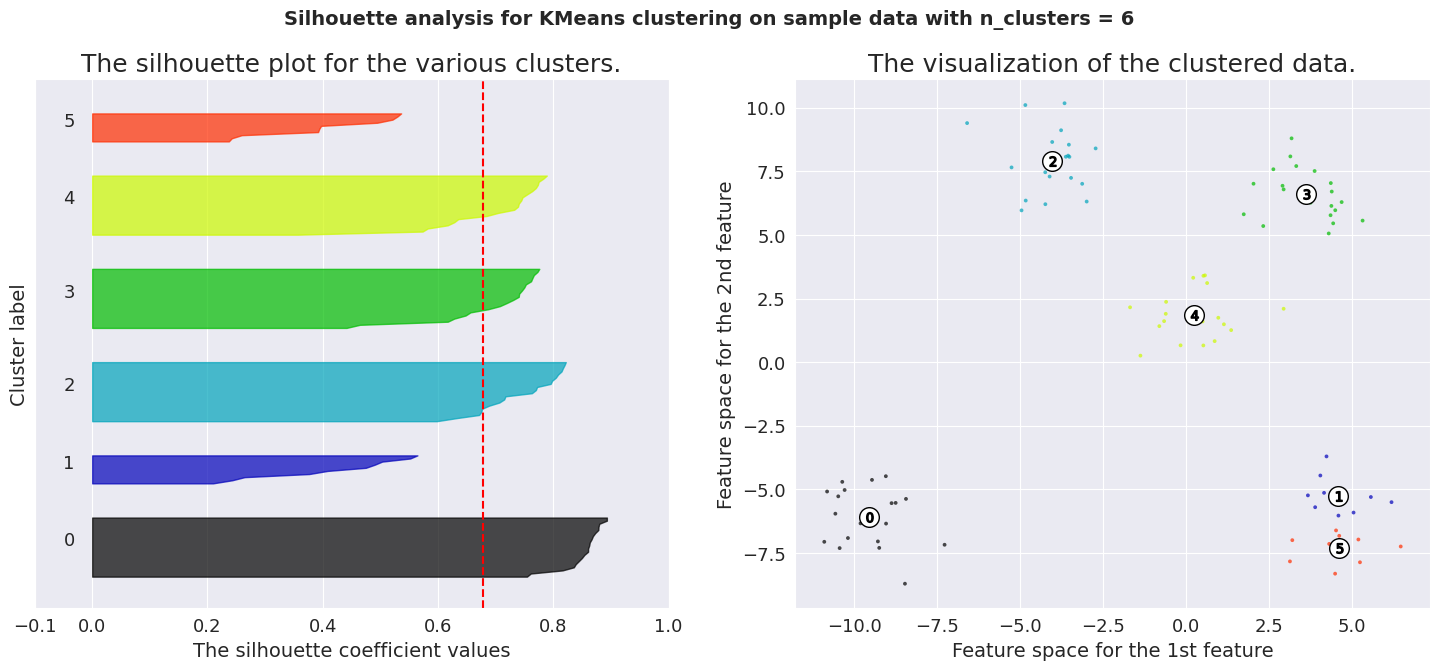 Silhouette analysis for KMeans clustering on sample data with n_clusters = 6
The silhouette plot for the various clusters.
Cluster label
5
4
3
2
1
0
−0.1 0.0 0.2 0.4 0.6 0.8 1.0
The silhouette coefficient values
The visualization of the clustered data.
Feature space for the 2nd feature
10.0
7.5
5.0
2.5
0.0
−2.5
−5.0
−7.5
2
3
4
1
0
5
−10.0 −7.5 −5.0 −2.5 0.0 2.5 5.0
Feature space for the 1st feature